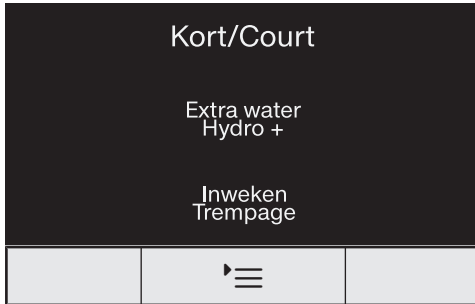 Kort/Court
Extra water
Hydro +
Inweken
Trempage